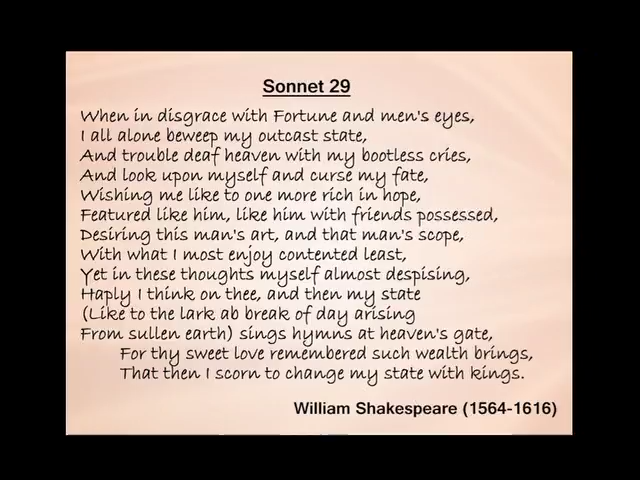 Sonnet 29
When in disgrace with Fortune and men's eyes,
I all alone beweep my outcast state,
And trouble deaf heaven with my bootless cries,
And look upon myself and curse my fate,
Wishing me like to one more rich in hope,
Featured like him, like him with friends possessed,
Desiring this man's art, and that man's scope,
With what I most enjoy contented least,
Yet in these thoughts myself almost despising,
Haply I think on thee, and then my state
(Like to the lark ab break of day arising
From sullen earth) sings hymns at heaven's gate,
For thy sweet love remembered such wealth brings,
That then I scorn to change my state with kings.
William Shakespeare (1564-1616)